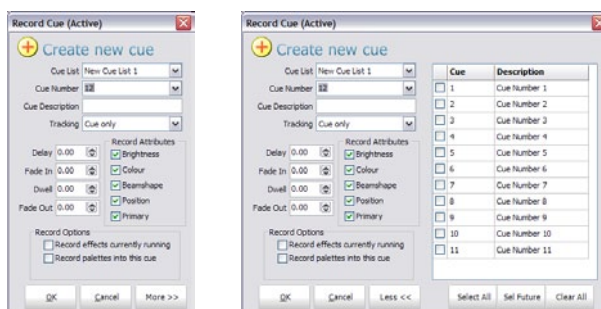 Record Cue (Active)
Create new cue
Cue List New Cue List 1
Cue Number 12
Cue Description
Tracking Cue only
Record Attributes
Delay 0.00
Brightness
Fade In 0.00
Colour
Dwell 0.00
Beamshape
Fade Out 0.00
Position
Primary
Record Options
Record effects currently running
Record palettes into this cue
OK Cancel More >>
Record Cue (Active)
Create new cue
Cue List New Cue List 1
Cue Number 12
Cue Description
Tracking Cue only
Record Attributes
Delay 0.00
Brightness
Fade In 0.00
Colour
Dwell 0.00
Beamshape
Fade Out 0.00
Position
Primary
Record Options
Record effects currently running
Record palettes into this cue
OK Cancel Less <<
Cue Description
1 Cue Number 1
2 Cue Number 2
3 Cue Number 3
4 Cue Number 4
5 Cue Number 5
6 Cue Number 6
7 Cue Number 7
8 Cue Number 8
9 Cue Number 9
10 Cue Number 10
11 Cue Number 11
Select All Sel Future Clear All